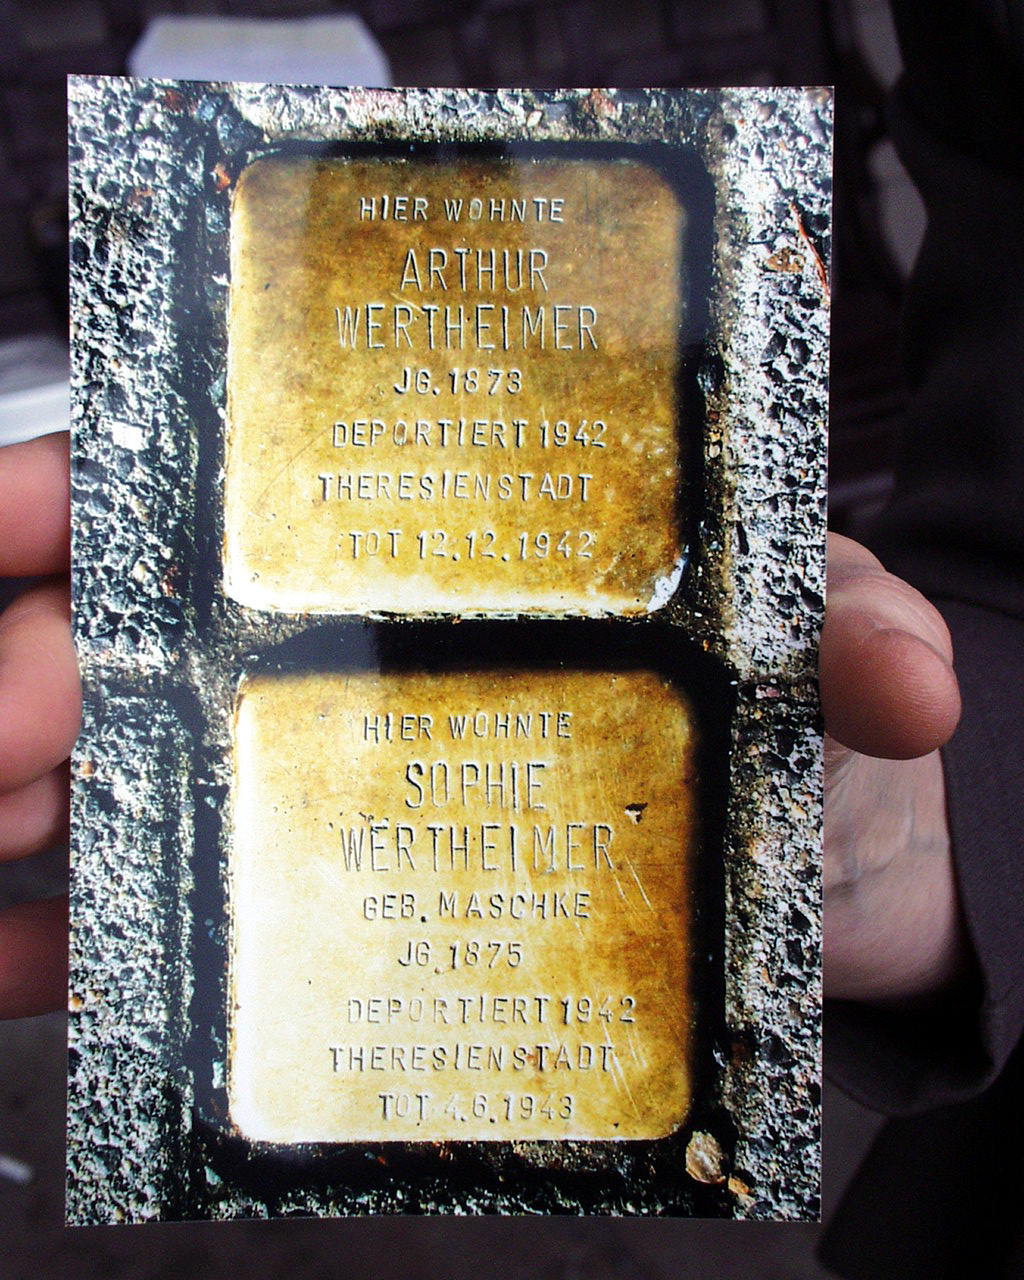 HIER WOHNTE
ARTHUR
WERTHEIMER
JG. 1873
DEPORTIERT 1942
THERESIENSTADT
TOT 12.12.1942
HIER WOHNTE
SOPHIE
WERTHEIMER
GEB. MASCHKE
JG. 1875
DEPORTIERT 1942
THERESIENSTADT
TOT 4.6.1943